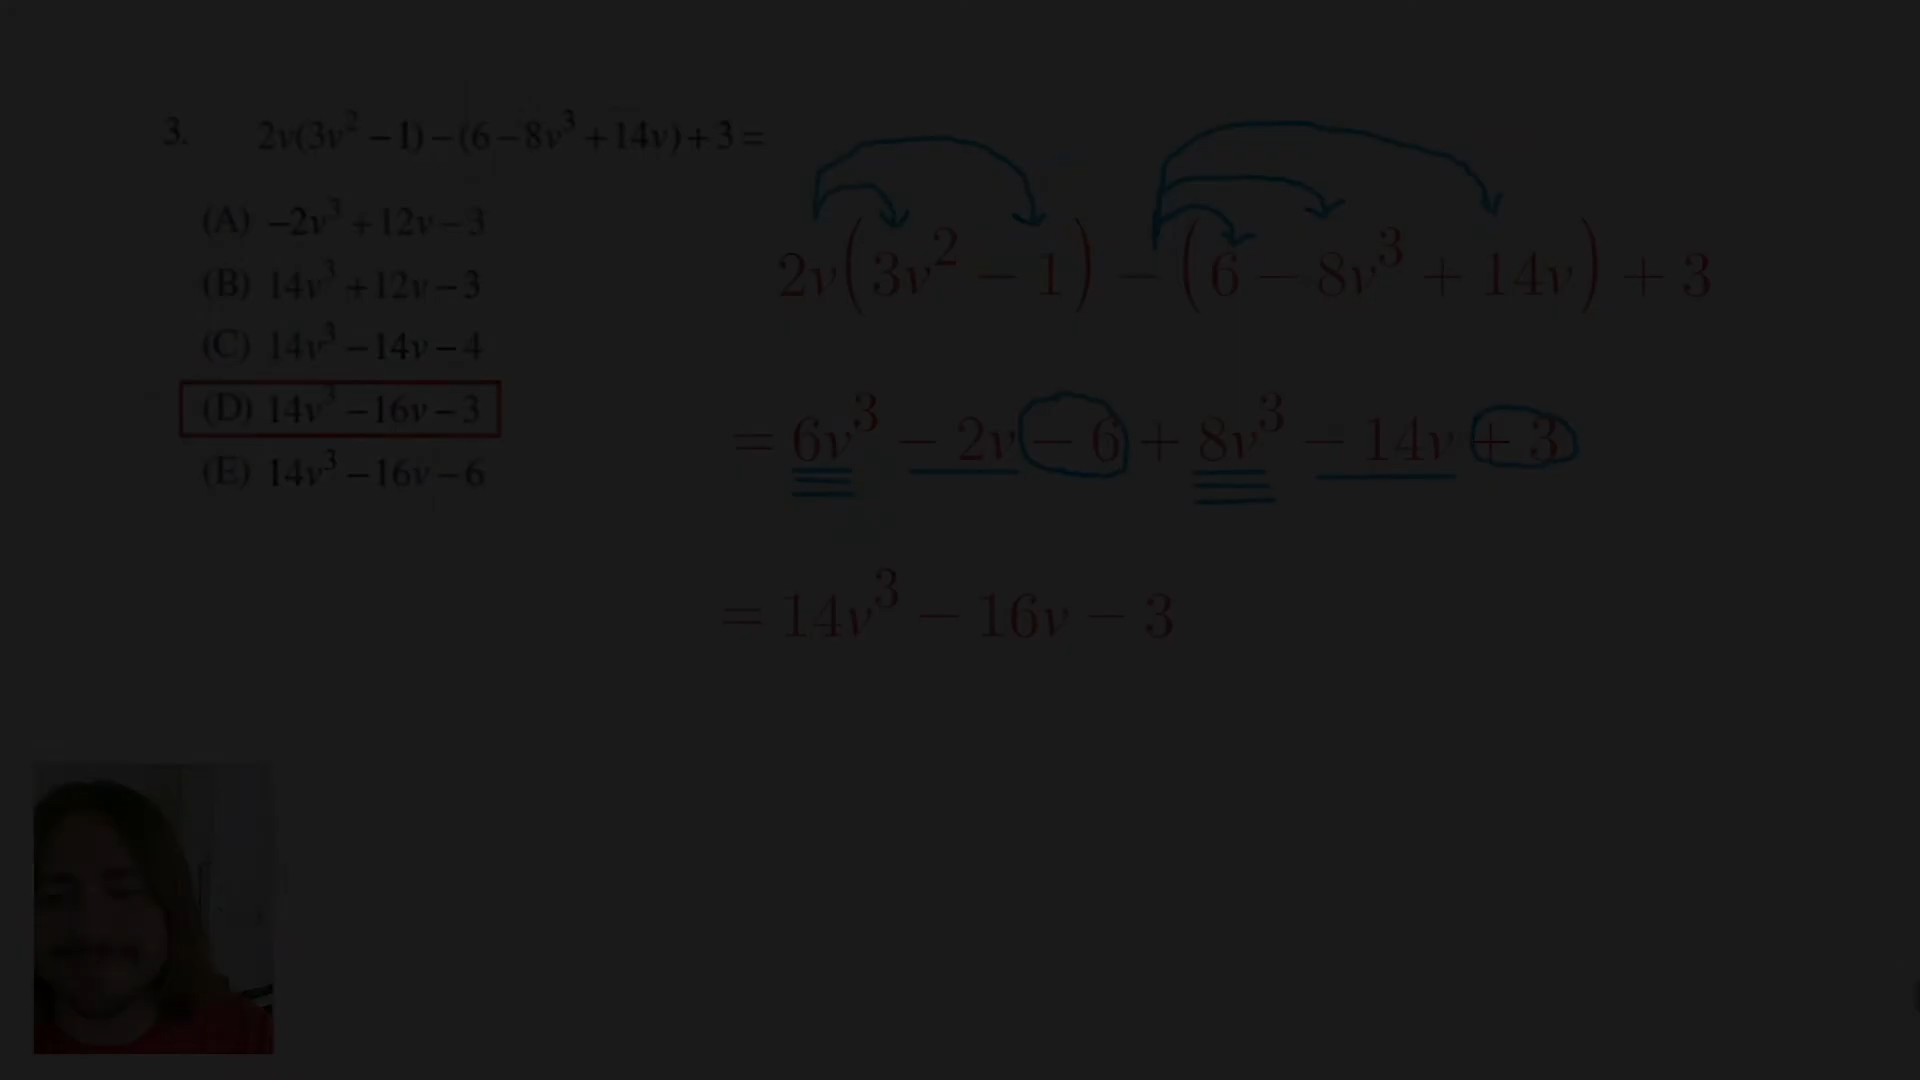 3. 2v(3v² − 1) − (6 − 8v³ + 14v) + 3 =
(A) −2v³ + 12v − 3
(B) 14v³ + 12v − 3
(C) 14v³ − 14v − 4
(D) 14v³ − 16v − 3
(E) 14v³ − 16v − 6
2v(3v² − 1) − (6 − 8v³ + 14v) + 3
= 6v³ − 2v − 6 + 8v³ − 14v + 3
= 14v³ − 16v − 3